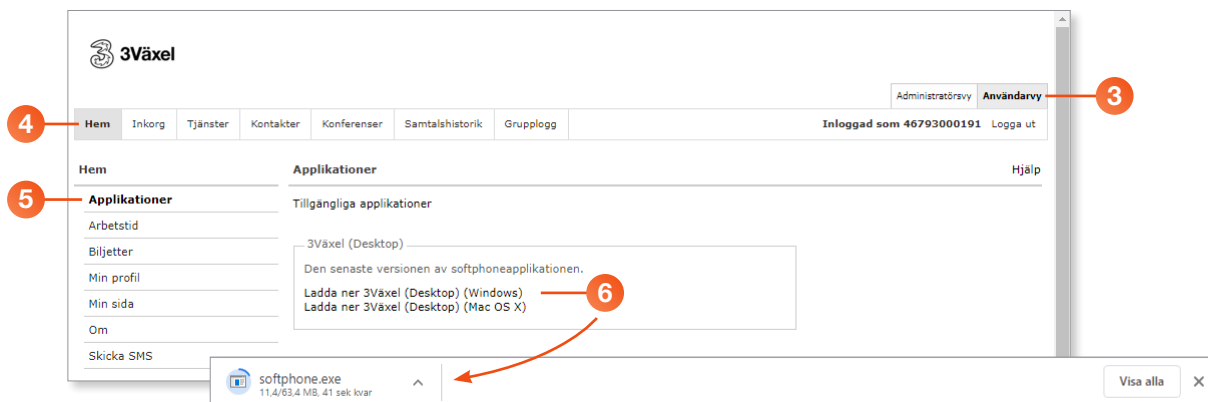 3Växel
Administratörsvy Användarvy
3
4
Hem Inkorg Tjänster Kontakter Konferenser Samtalshistorik Grupplogg Inloggad som 46793000191 Logga ut
Hem
Applikationer
Hjälp
5
Applikationer
Arbetstid
Biljetter
Min profil
Min sida
Om
Skicka SMS
Tillgängliga applikationer
3Växel (Desktop)
Den senaste versionen av softphoneapplikationen.
Ladda ner 3Växel (Desktop) (Windows)
Ladda ner 3Växel (Desktop) (Mac OS X)
6
softphone.exe
11,4/63,4 MB, 41 sek kvar
Visa alla